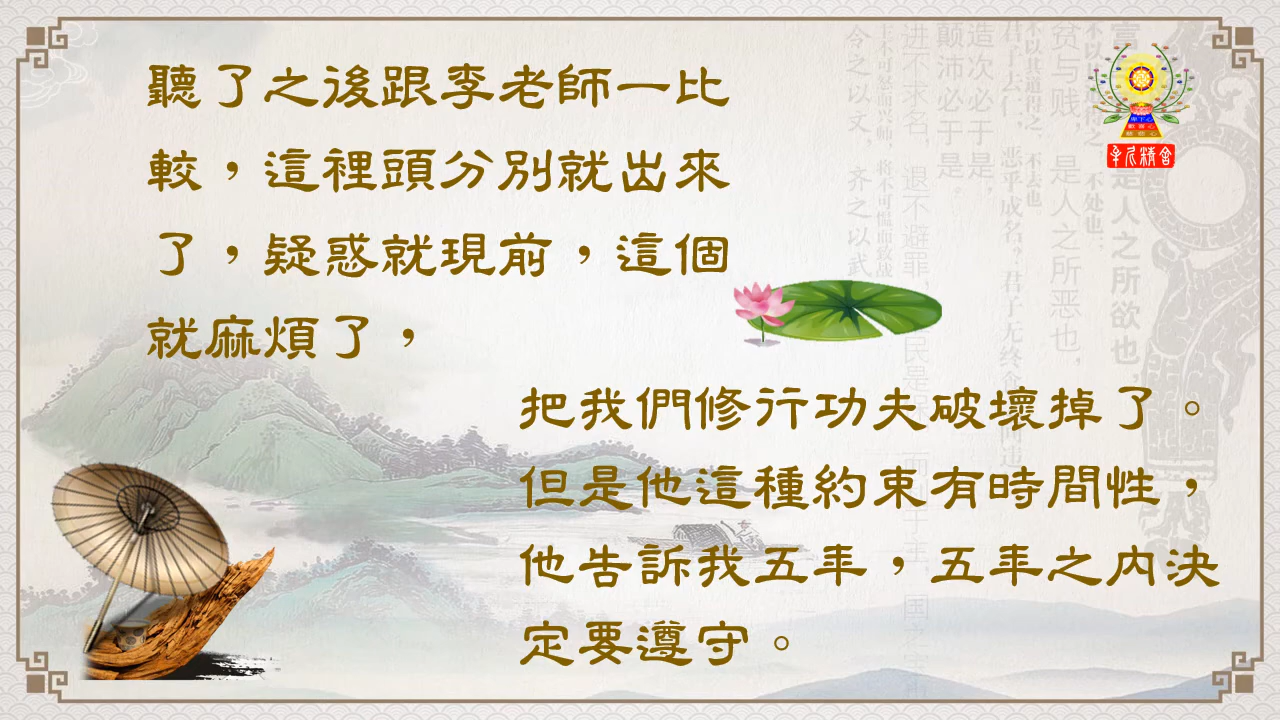 聽了之後跟李老師一比
較，這裡頭分別就出來
了，疑惑就現前，這個
就麻煩了，
把我們修行功夫破壞掉了。
但是他這種約束有時間性，
他告訴我五年，五年之內決
定要遵守。